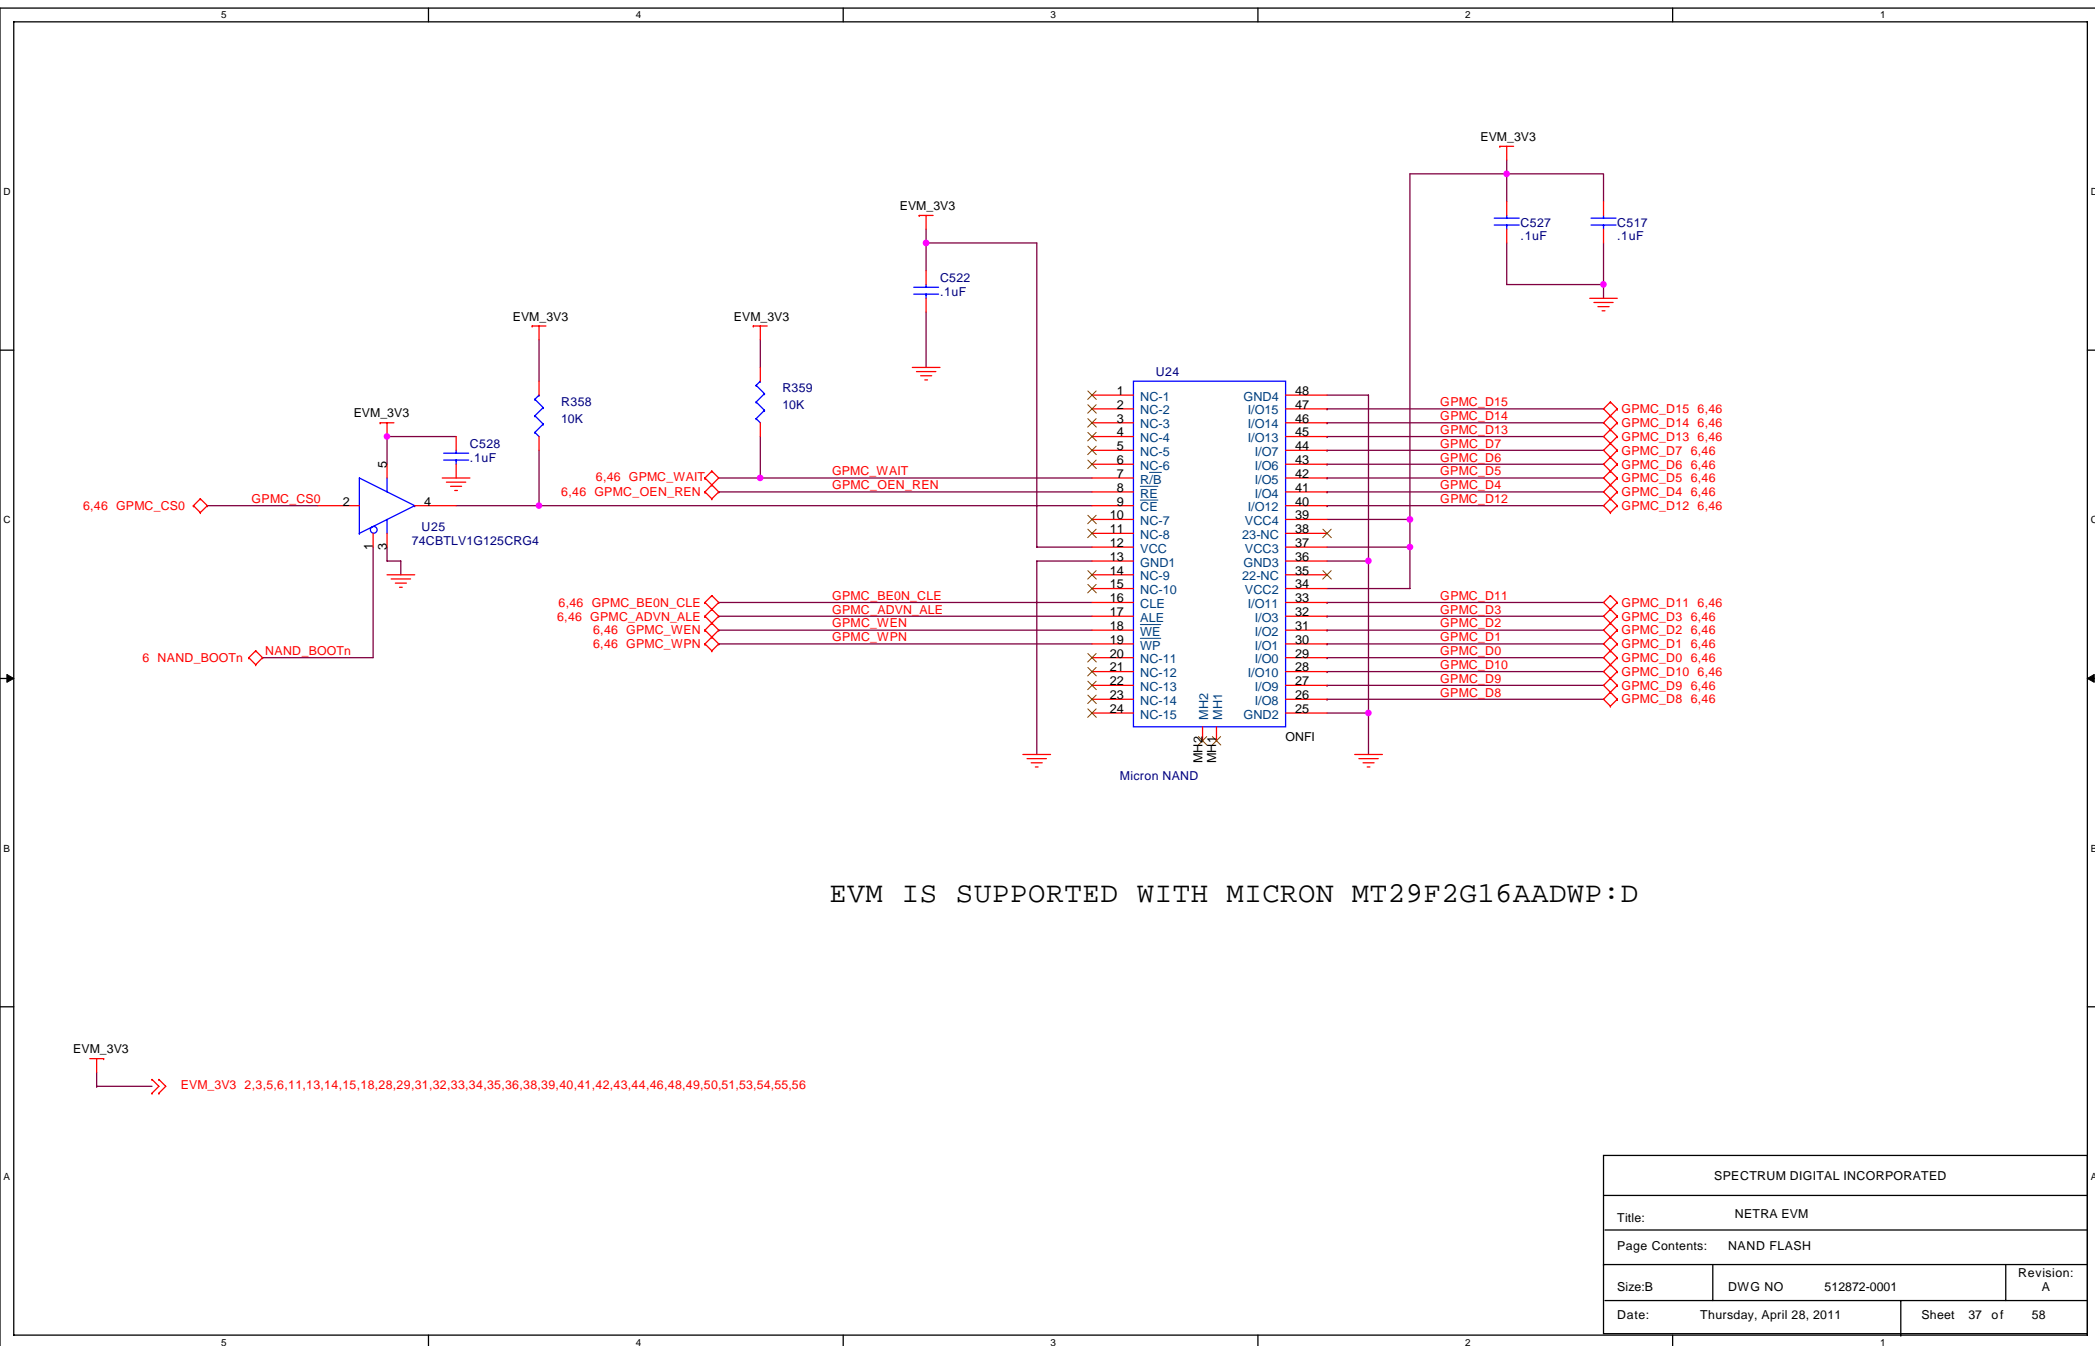 5 4 3 2 1
D D
C C
B B
A A
EVM_3V3
C527
.1uF
C517
.1uF
EVM_3V3
C522
.1uF
EVM_3V3
R358
10K
EVM_3V3
R359
10K
EVM_3V3
C528
.1uF
5
6,46 GPMC_CS0
GPMC_CS0
2
4
1
3
U25
74CBTLV1G125CRG4
6 NAND_BOOTn
NAND_BOOTn
6,46 GPMC_WAIT
GPMC_WAIT
6,46 GPMC_OEN_REN
GPMC_OEN_REN
6,46 GPMC_BE0N_CLE
GPMC_BE0N_CLE
6,46 GPMC_ADVN_ALE
GPMC_ADVN_ALE
6,46 GPMC_WEN
GPMC_WEN
6,46 GPMC_WPN
GPMC_WPN
U24
1 NC-1
2 NC-2
3 NC-3
4 NC-4
5 NC-5
6 NC-6
7 R/B
8 RE
9 CE
10 NC-7
11 NC-8
12 VCC
13 GND1
14 NC-9
15 NC-10
16 CLE
17 ALE
18 WE
19 WP
20 NC-11
21 NC-12
22 NC-13
23 NC-14
24 NC-15
GND4 48
I/O15 47 GPMC_D15 GPMC_D15 6,46
I/O14 46 GPMC_D14 GPMC_D14 6,46
I/O13 45 GPMC_D13 GPMC_D13 6,46
I/O7 44 GPMC_D7 GPMC_D7 6,46
I/O6 43 GPMC_D6 GPMC_D6 6,46
I/O5 42 GPMC_D5 GPMC_D5 6,46
I/O4 41 GPMC_D4 GPMC_D4 6,46
I/O12 40 GPMC_D12 GPMC_D12 6,46
VCC4 39
23-NC 38
VCC3 37
GND3 36
22-NC 35
VCC2 34
I/O11 33 GPMC_D11 GPMC_D11 6,46
I/O3 32 GPMC_D3 GPMC_D3 6,46
I/O2 31 GPMC_D2 GPMC_D2 6,46
I/O1 30 GPMC_D1 GPMC_D1 6,46
I/O0 29 GPMC_D0 GPMC_D0 6,46
I/O10 28 GPMC_D10 GPMC_D10 6,46
I/O9 27 GPMC_D9 GPMC_D9 6,46
I/O8 26 GPMC_D8 GPMC_D8 6,46
GND2 25
MH2
MH1
MH2
MH1
ONFI
Micron NAND
EVM IS SUPPORTED WITH MICRON MT29F2G16AADWP:D
EVM_3V3
EVM_3V3 2,3,5,6,11,13,14,15,18,28,29,31,32,33,34,35,36,38,39,40,41,42,43,44,46,48,49,50,51,53,54,55,56
SPECTRUM DIGITAL INCORPORATED
Title: NETRA EVM
Page Contents: NAND FLASH
Size:B DWG NO 512872-0001 Revision: A
Date: Thursday, April 28, 2011 Sheet 37 of 58
5 4 3 2 1